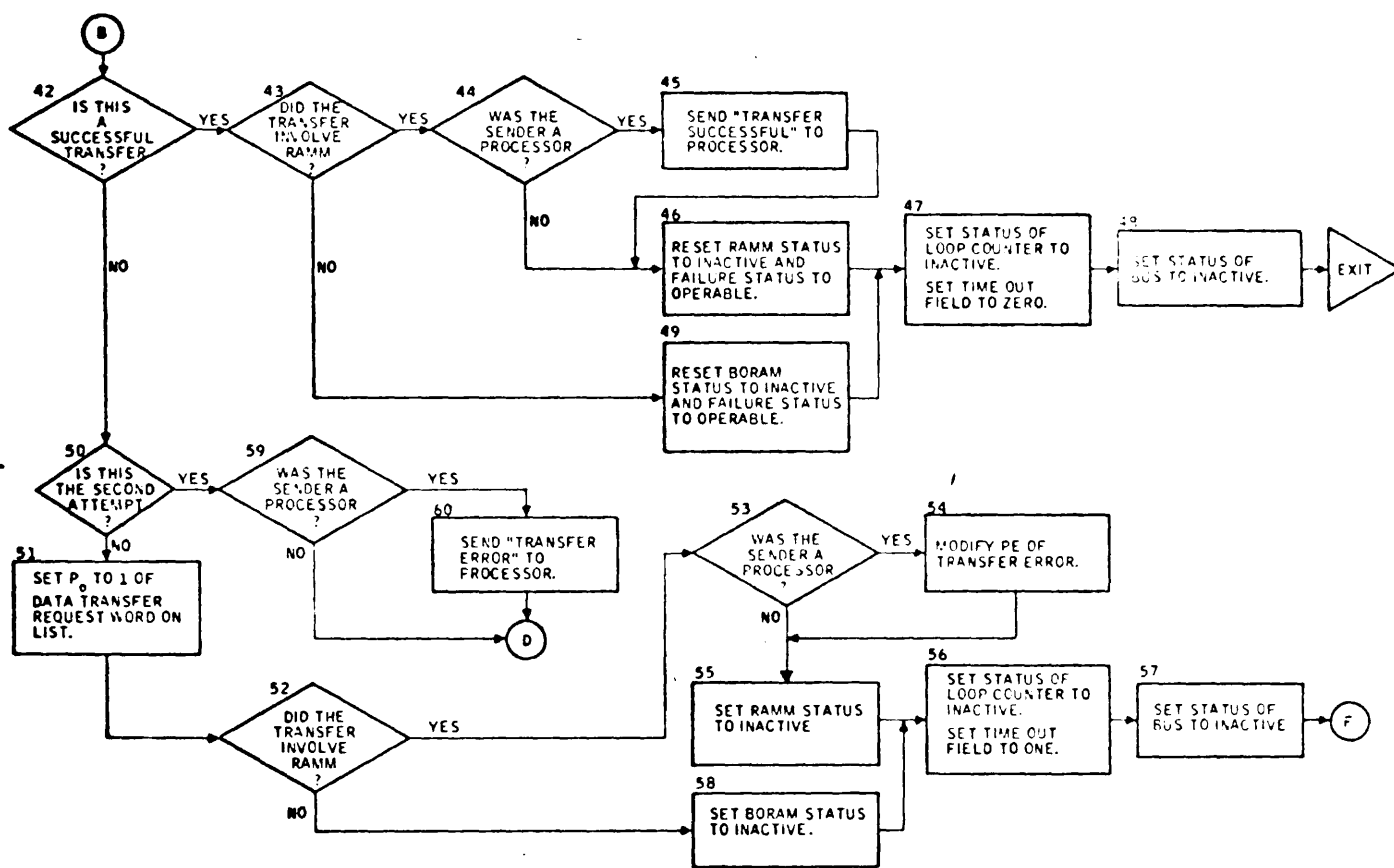 B
42
IS THIS
A
SUCCESSFUL
TRANSFER
?
YES
NO
43
DID THE
TRANSFER
INVOLVE
RAMM
?
YES
NO
44
WAS THE
SENDER A
PROCESSOR
?
YES
NO
45
SEND "TRANSFER
SUCCESSFUL" TO
PROCESSOR.
46
RESET RAMM STATUS
TO INACTIVE AND
FAILURE STATUS TO
OPERABLE.
47
SET STATUS OF
LOOP COUNTER TO
INACTIVE.
SET TIME OUT
FIELD TO ZERO.
48
SET STATUS OF
BUS TO INACTIVE.
EXIT
49
RESET BORAM
STATUS TO INACTIVE
AND FAILURE STATUS
TO OPERABLE.
50
IS THIS
THE SECOND
ATTEMPT
?
YES
NO
59
WAS THE
SENDER A
PROCESSOR
?
YES
NO
60
SEND "TRANSFER
ERROR" TO
PROCESSOR.
D
51
SET P0 TO 1 OF
DATA TRANSFER
REQUEST WORD ON
LIST.
52
DID THE
TRANSFER
INVOLVE
RAMM
?
YES
NO
53
WAS THE
SENDER A
PROCESSOR
?
YES
NO
54
MODIFY PE OF
TRANSFER ERROR.
55
SET RAMM STATUS
TO INACTIVE
56
SET STATUS OF
LOOP COUNTER TO
INACTIVE.
SET TIME OUT
FIELD TO ONE.
57
SET STATUS OF
BUS TO INACTIVE
F
58
SET BORAM STATUS
TO INACTIVE.